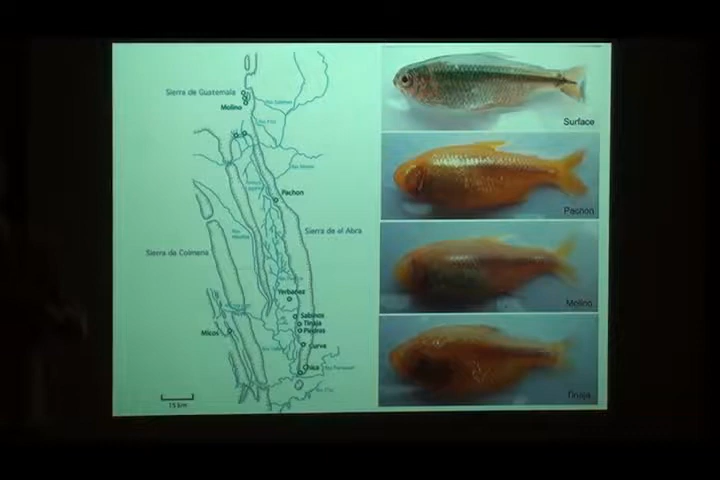 Sierra de Guatemala
Molino
Pachon
Sierra de el Abra
Sierra de Colmena
Yerbaniz
Sabinos
Tinaja
Piedras
Micos
Curva
Chica
15 km
Surface
Pachon
Molino
Tinaja